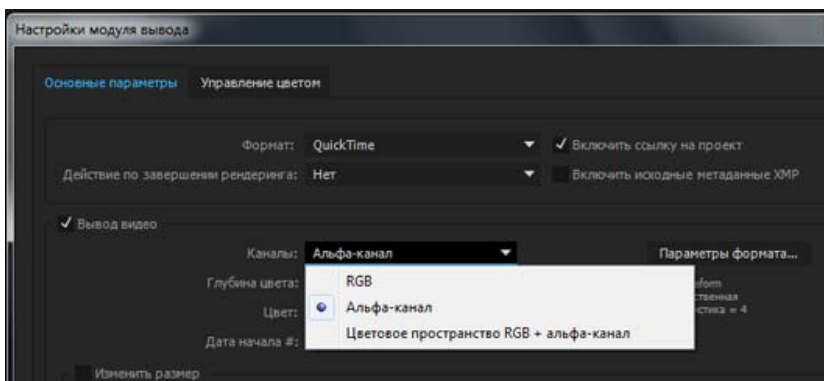 Настройки модуля вывода
Основные параметры Управление цветом
Формат: QuickTime Включить ссылку на проект
Действие по завершении рендеринга: Нет Включить исходные метаданные XMP
Вывод видео
Каналы: Альфа-канал Параметры формата...
Глубина цвета: RGB
Цвет: Альфа-канал
Цветовое пространство RGB + альфа-канал
Дата начала #:
Изменить размер